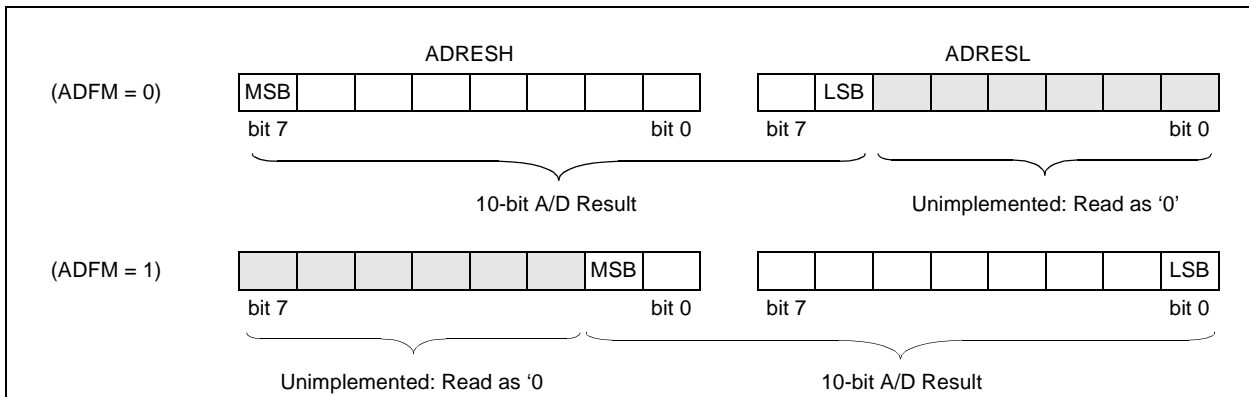 ADRESH ADRESL
(ADFM = 0) MSB LSB
bit 7 bit 0 bit 7 bit 0
10-bit A/D Result Unimplemented: Read as ‘0’
(ADFM = 1) MSB LSB
bit 7 bit 0 bit 7 bit 0
Unimplemented: Read as ‘0 10-bit A/D Result